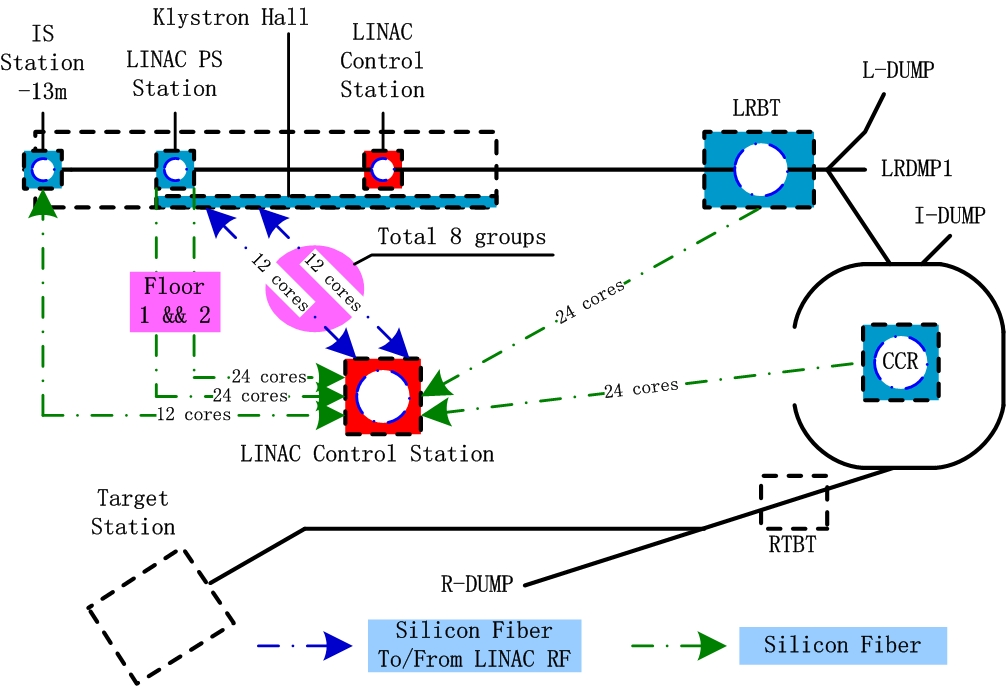 Klystron Hall
IS
Station
-13m
LINAC PS
Station
LINAC
Control
Station
LRBT
L-DUMP
LRDMP1
I-DUMP
Total 8 groups
12 cores
12 cores
Floor
1 && 2
24 cores
24 cores
24 cores
24 cores
12 cores
CCR
LINAC Control Station
Target
Station
RTBT
R-DUMP
Silicon Fiber
To/From LINAC RF
Silicon Fiber